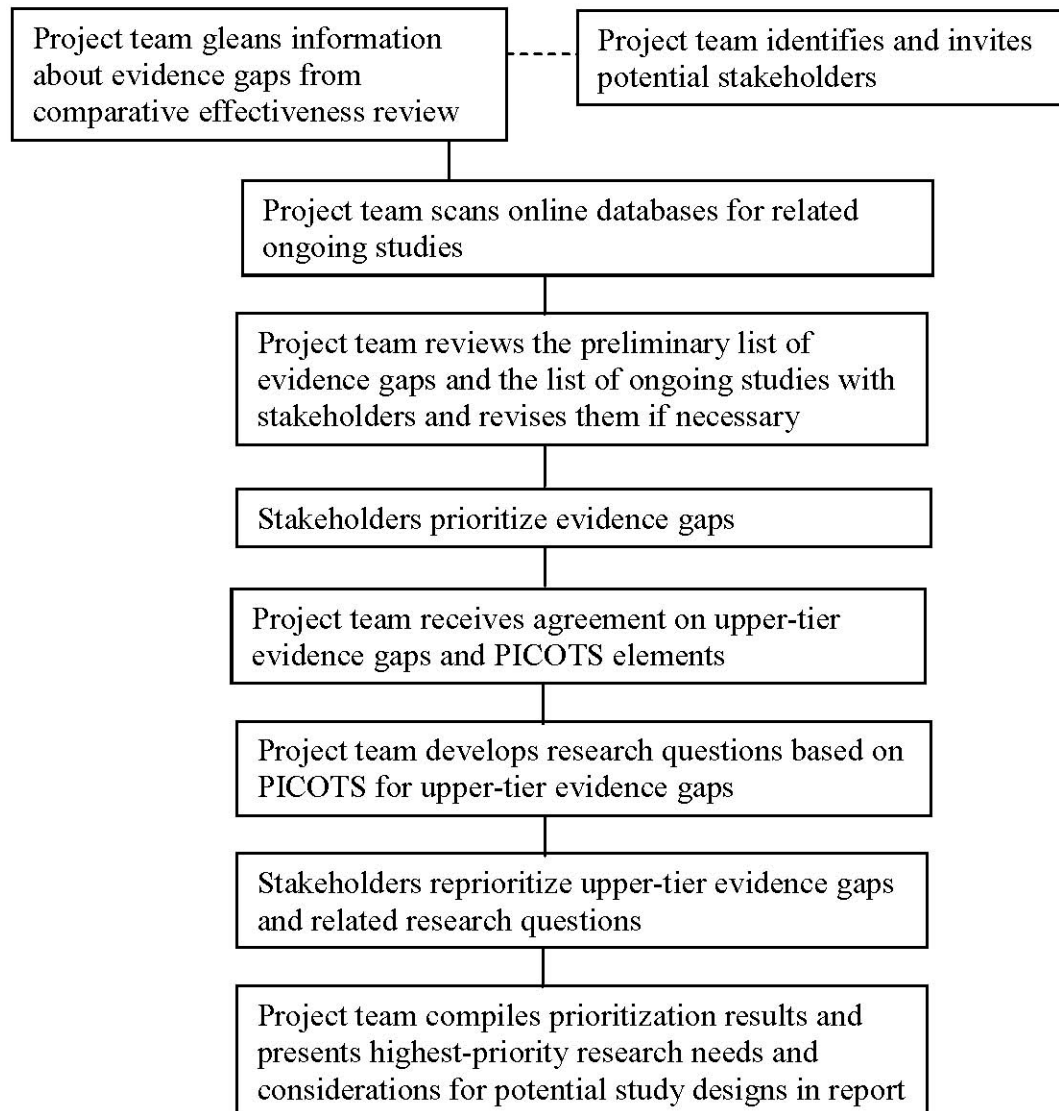 Project team gleans information
about evidence gaps from
comparative effectiveness review
Project team identifies and invites
potential stakeholders
Project team scans online databases for related
ongoing studies
Project team reviews the preliminary list of
evidence gaps and the list of ongoing studies with
stakeholders and revises them if necessary
Stakeholders prioritize evidence gaps
Project team receives agreement on upper-tier
evidence gaps and PICOTS elements
Project team develops research questions based on
PICOTS for upper-tier evidence gaps
Stakeholders reprioritize upper-tier evidence gaps
and related research questions
Project team compiles prioritization results and
presents highest-priority research needs and
considerations for potential study designs in report